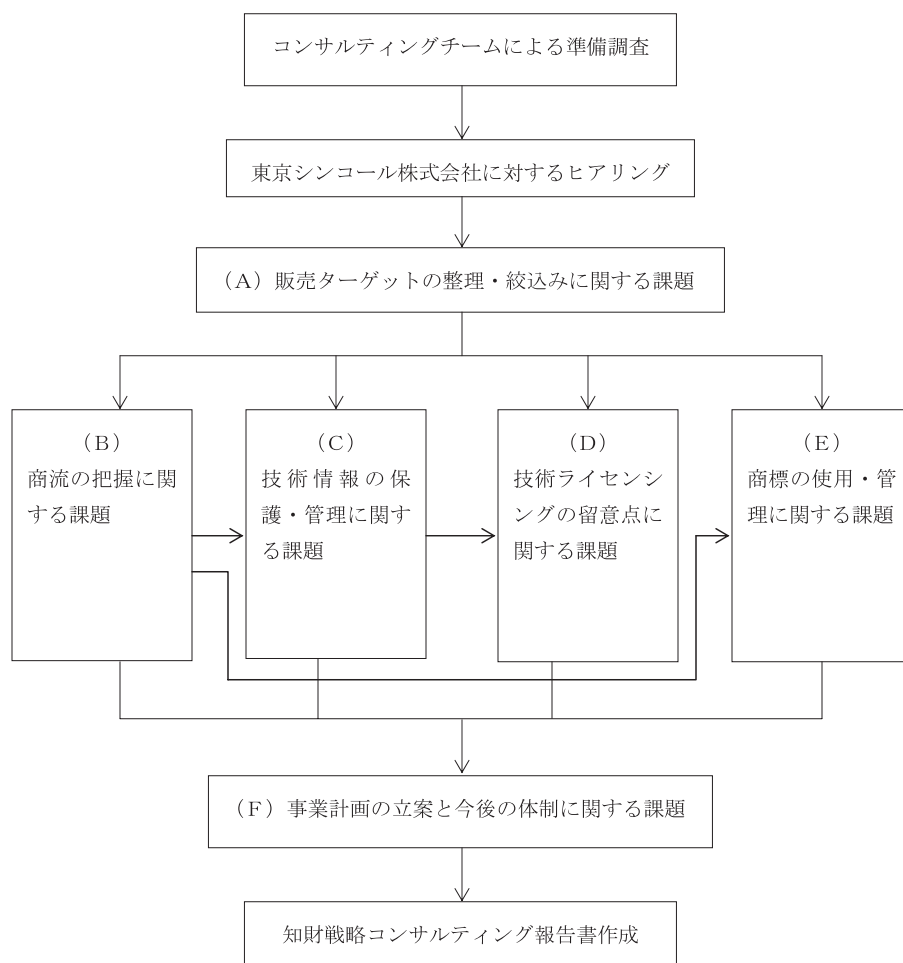 コンサルティングチームによる準備調査
東京シンコール株式会社に対するヒアリング
（A）販売ターゲットの整理・絞込みに関する課題
（B）
商流の把握に関
する課題
（C）
技術情報の保
護・管理に関す
る課題
（D）
技術ライセンシ
ングの留意点に
関する課題
（E）
商標の使用・管
理に関する課題
（F）事業計画の立案と今後の体制に関する課題
知財戦略コンサルティング報告書作成